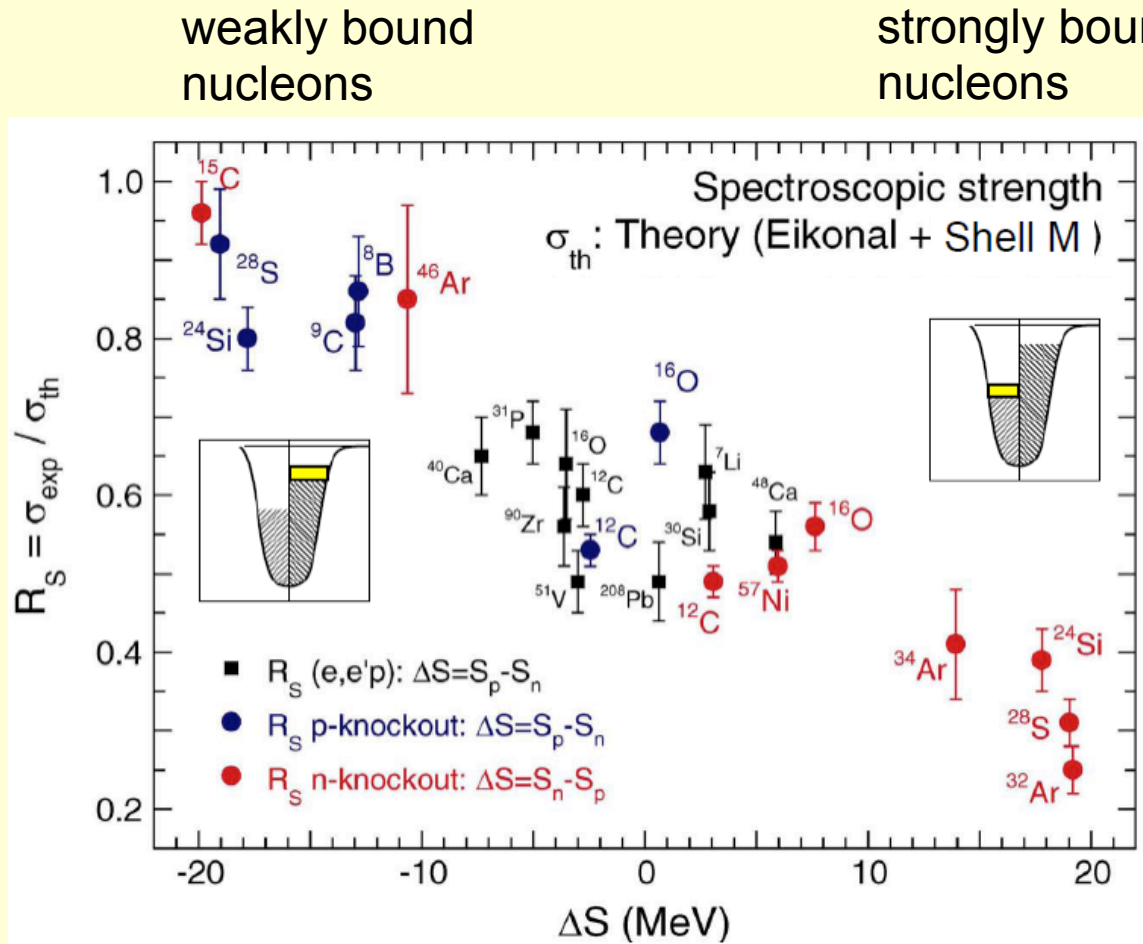 weakly bound
nucleons
strongly boun
nucleons
Spectroscopic strength
σth: Theory (Eikonal + Shell M )
15C
28S
24Si
8B
9C
46Ar
16O
31P
16O
40Ca
12C
7Li
48Ca
90Zr
12C
30Si
16O
51V
208Pb
12C
57Ni
34Ar
24Si
28S
32Ar
RS (e,e'p): ΔS=Sp-Sn
RS p-knockout: ΔS=Sp-Sn
RS n-knockout: ΔS=Sn-Sp
RS = σexp / σth
1.0
0.8
0.6
0.4
0.2
-20 -10 0 10 20
ΔS (MeV)